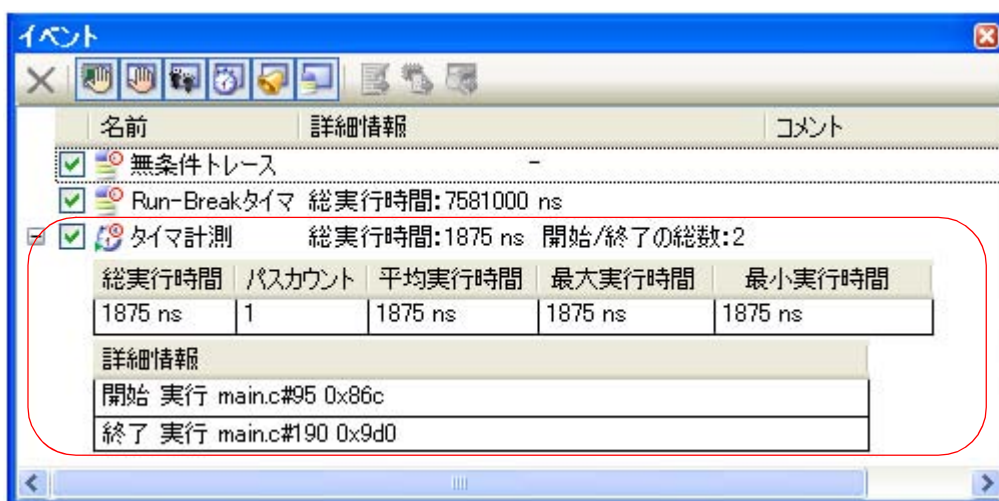 イベント
名前 詳細情報 コメント
無条件トレース -
Run-Breakタイマ 総実行時間:7581000 ns
タイマ計測 総実行時間:1875 ns 開始/終了の総数:2
総実行時間 パスカウント 平均実行時間 最大実行時間 最小実行時間
1875 ns 1 1875 ns 1875 ns 1875 ns
詳細情報
開始 実行 main.c#95 0x86c
終了 実行 main.c#190 0x9d0